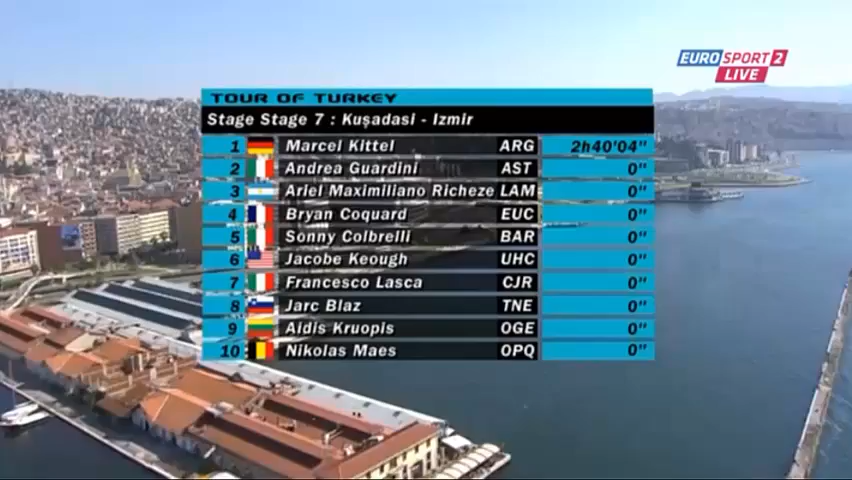 EUROSPORT 2
LIVE
TOUR OF TURKEY
Stage Stage 7 : Kuşadasi - Izmir
1 Marcel Kittel ARG 2h40'04"
2 Andrea Guardini AST 0"
3 Ariel Maximiliano Richeze LAM 0"
4 Bryan Coquard EUC 0"
5 Sonny Colbrelli BAR 0"
6 Jacobe Keough UHC 0"
7 Francesco Lasca CJR 0"
8 Jarc Blaz TNE 0"
9 Aidis Kruopis OGE 0"
10 Nikolas Maes OPQ 0"